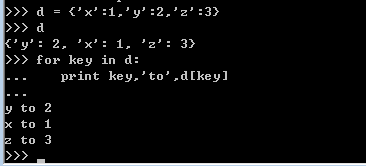 >>> d = {'x':1,'y':2,'z':3}
>>> d
{'y': 2, 'x': 1, 'z': 3}
>>> for key in d:
...     print key,'to',d[key]
...
y to 2
x to 1
z to 3
>>> _